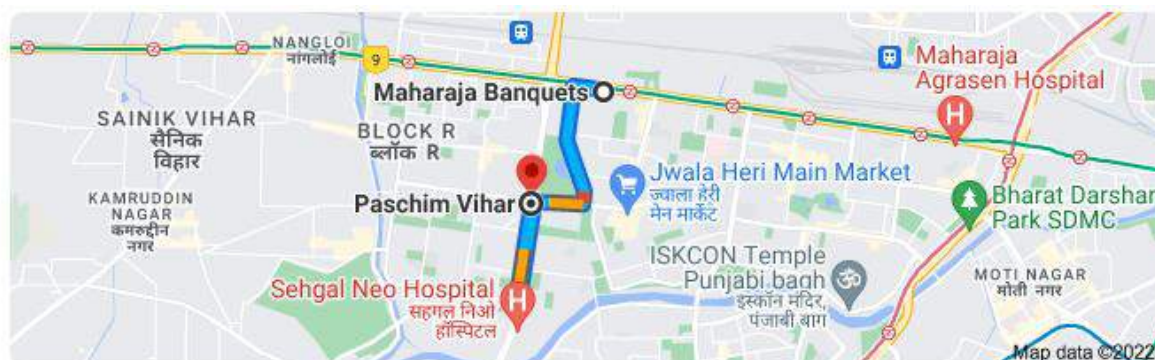 NANGLOI
नांगलोई
9
Maharaja
Agrasen Hospital
Maharaja Banquets
SAINIK VIHAR
सैनिक
विहार
BLOCK R
ब्लॉक R
Jwala Heri Main Market
ज्वाला हेरी
मेन मार्केट
KAMRUDDIN
NAGAR
कमरुद्दीन
नगर
Paschim Vihar
Bharat Darshan
Park SDMC
ISKCON Temple
Punjabi bagh
इस्कॉन मंदिर,
पंजाबी बाग
MOTI NAGAR
मोती नगर
Sehgal Neo Hospital
सहगल निओ
हॉस्पिटल
H
H
Map data ©2022